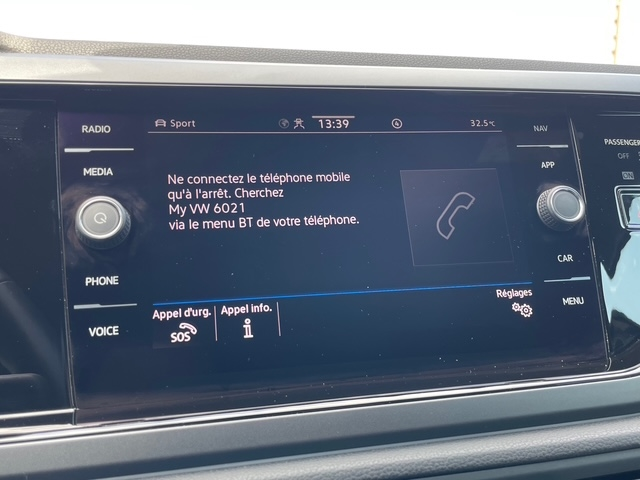 RADIO
MEDIA
PHONE
VOICE
Sport
13:39
4
32.5°C
NAV
APP
CAR
MENU
Ne connectez le téléphone mobile
qu'à l'arrêt. Cherchez
My VW 6021
via le menu BT de votre téléphone.
Appel d'urg.
SOS
Appel info.
i
Réglages
PASSENGER
OFF
ON